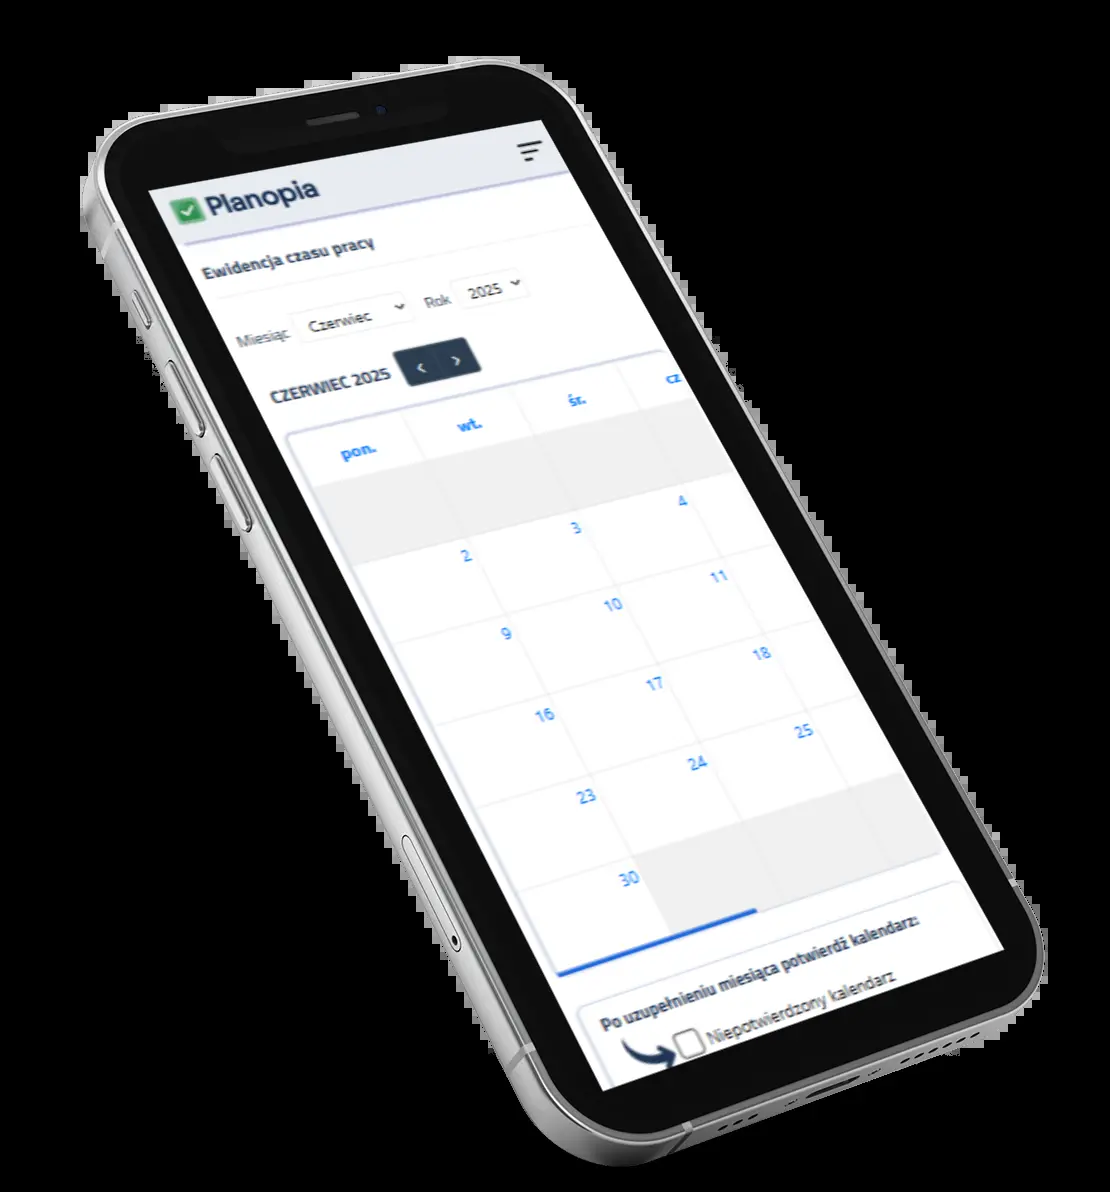 Planopia
Ewidencja czasu pracy
Miesiąc Czerwiec Rok 2025
CZERWIEC 2025
pon. wt. śr. cz
2 3 4
9 10 11
16 17 18
23 24 25
30
Po uzupełnieniu miesiąca potwierdź kalendarz:
Niepotwierdzony kalendarz